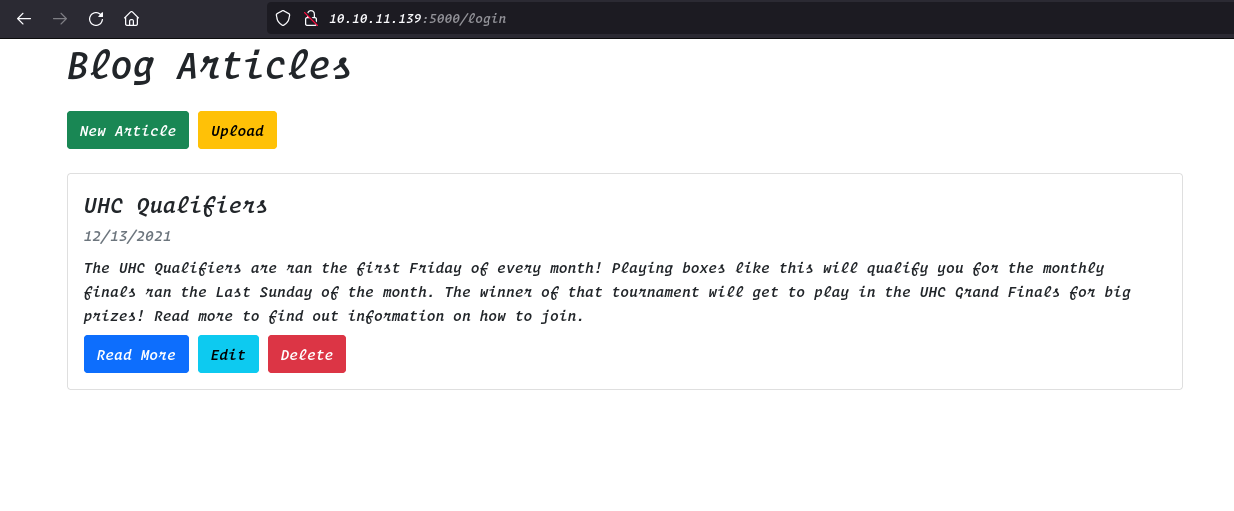 10.10.11.139:5000/login
Blog Articles
New Article Upload
UHC Qualifiers
12/13/2021
The UHC Qualifiers are ran the first Friday of every month! Playing boxes like this will qualify you for the monthly
finals ran the Last Sunday of the month. The winner of that tournament will get to play in the UHC Grand Finals for big
prizes! Read more to find out information on how to join.
Read More Edit Delete